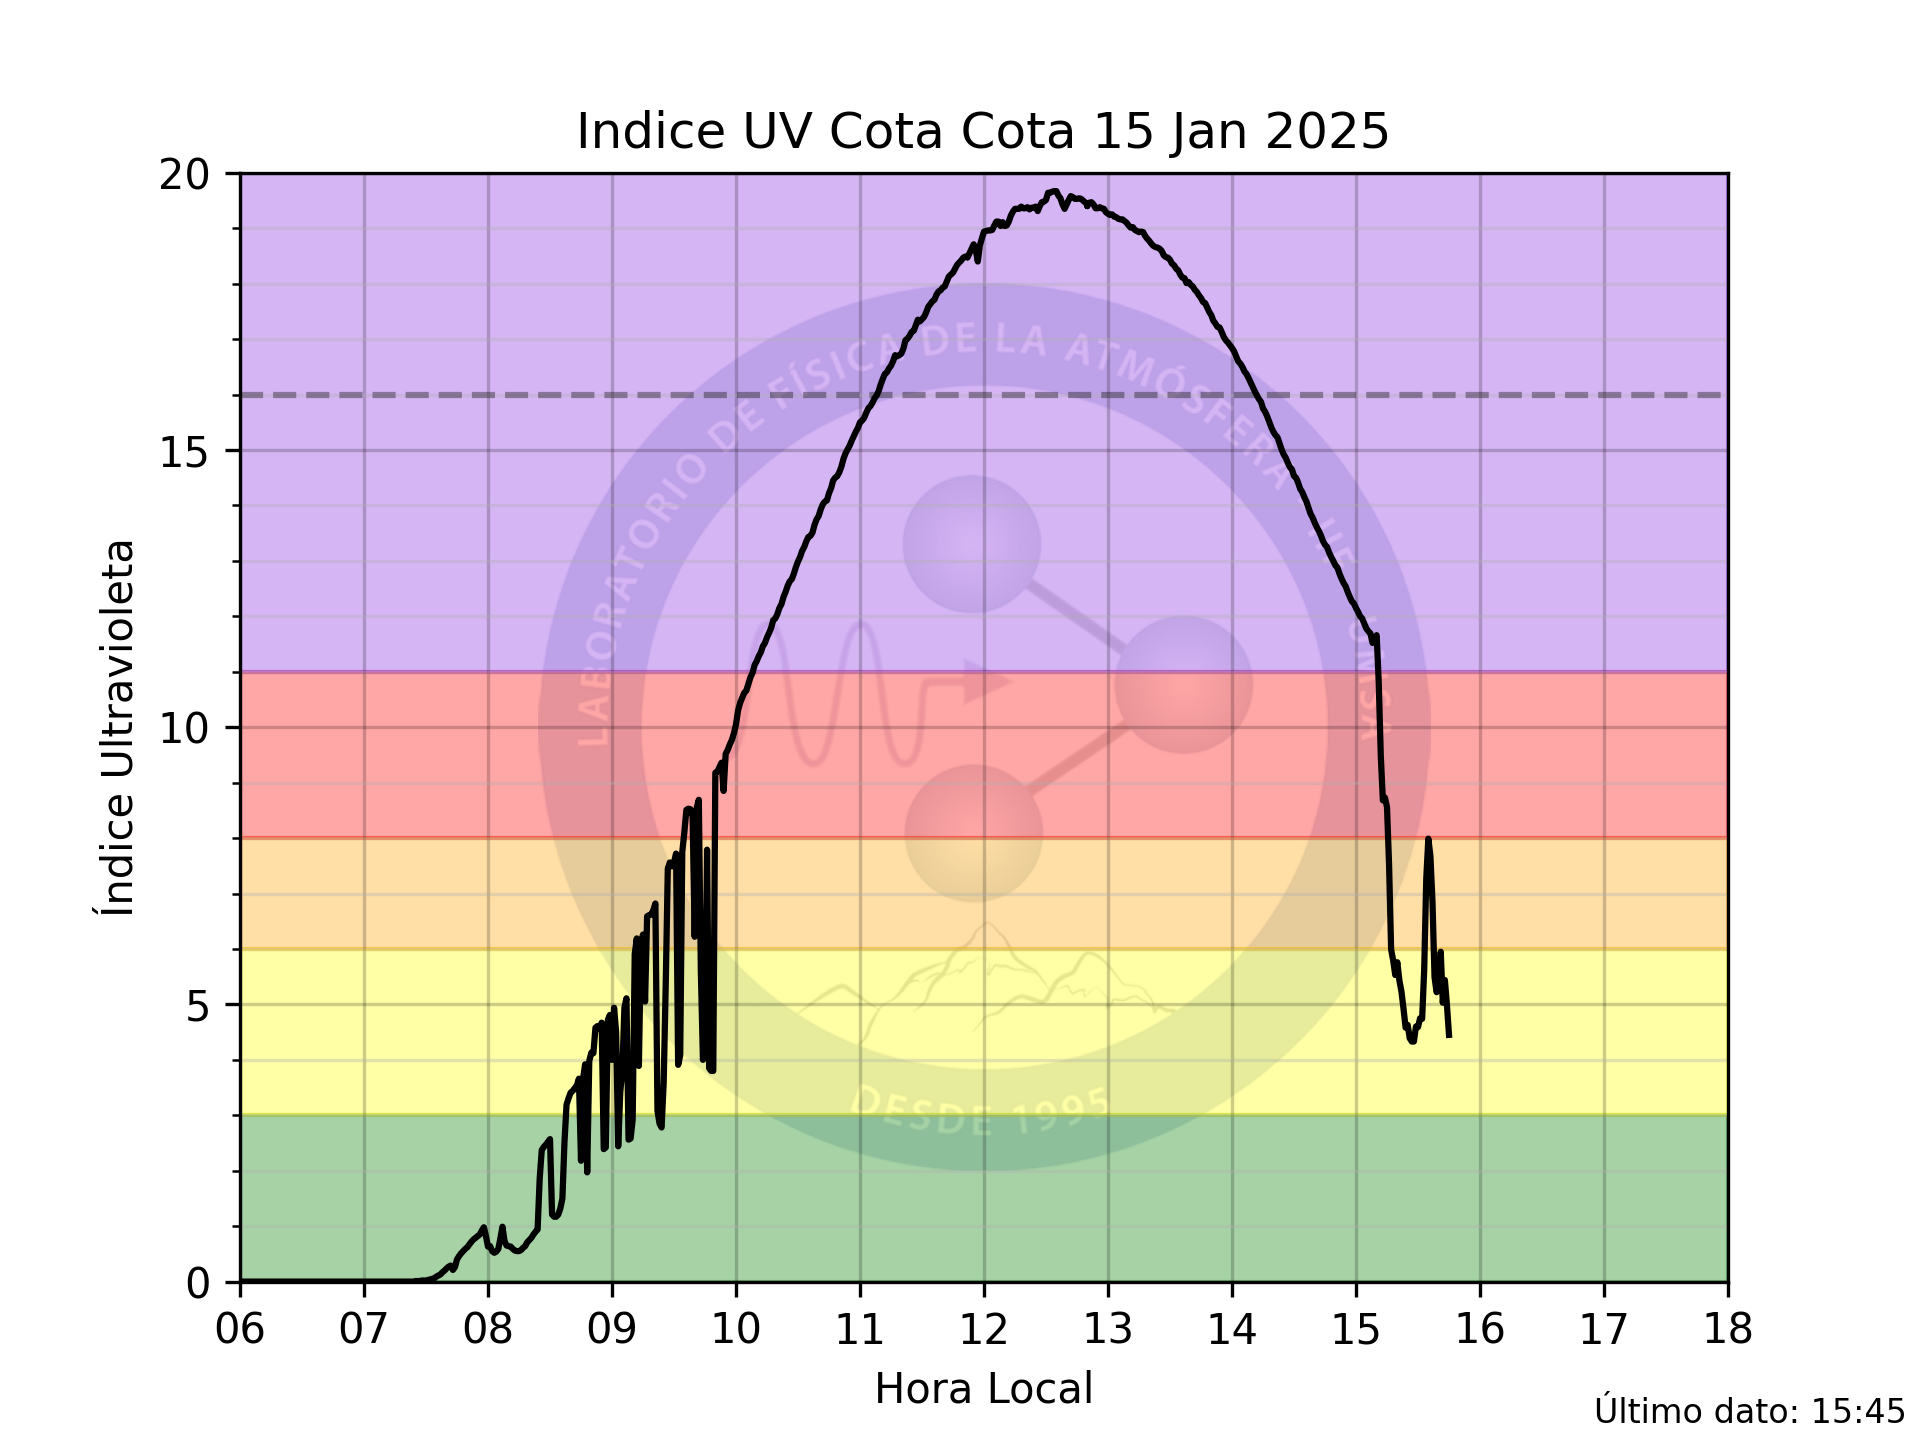 Indice UV Cota Cota 15 Jan 2025
20
15
10
5
0
Índice Ultravioleta
LABORATORIO DE FÍSICA DE LA ATMÓSFERA IIF UMSA
DESDE 1995
06 07 08 09 10 11 12 13 14 15 16 17 18
Hora Local
Último dato: 15:45